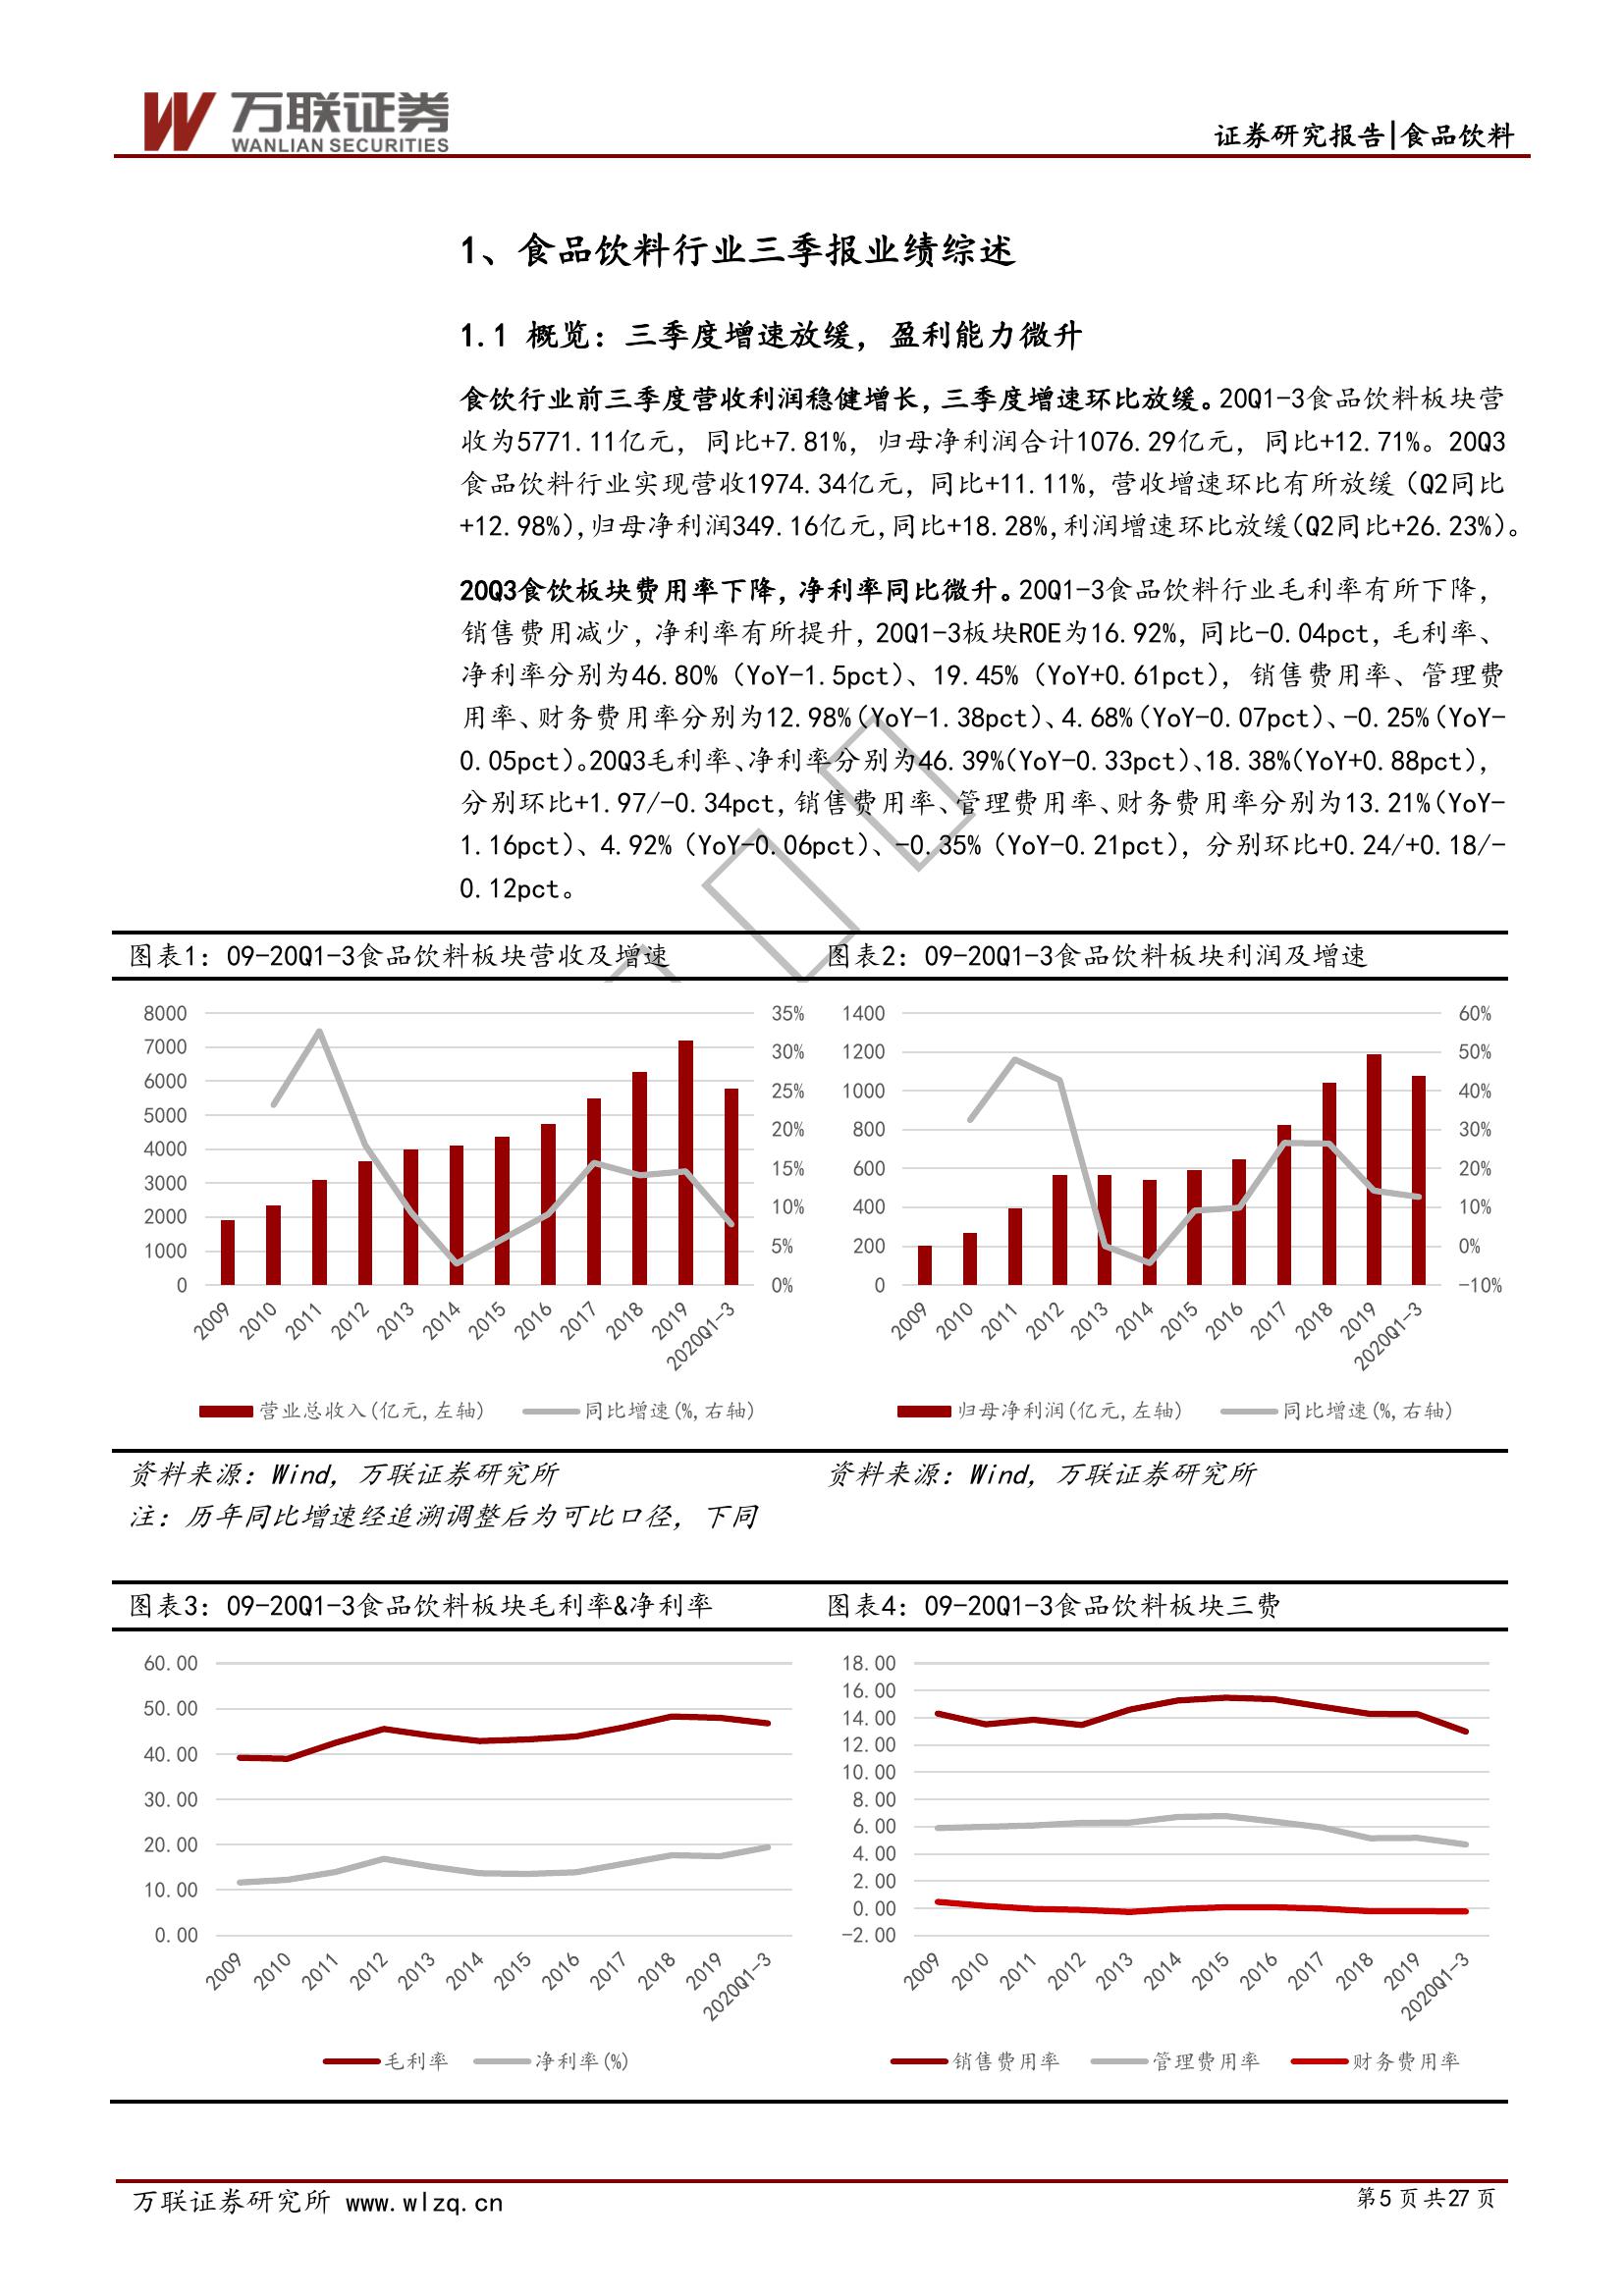 万联证券
WANLIAN SECURITIES
证券研究报告|食品饮料
1、食品饮料行业三季报业绩综述
1.1 概览：三季度增速放缓，盈利能力微升
食饮行业前三季度营收利润稳健增长，三季度增速环比放缓。20Q1-3食品饮料板块营
收为5771.11亿元，同比+7.81%，归母净利润合计1076.29亿元，同比+12.71%。20Q3
食品饮料行业实现营收1974.34亿元，同比+11.11%，营收增速环比有所放缓（Q2同比
+12.98%），归母净利润349.16亿元，同比+18.28%，利润增速环比放缓（Q2同比+26.23%）。
20Q3食饮板块费用率下降，净利率同比微升。20Q1-3食品饮料行业毛利率有所下降，
销售费用减少，净利率有所提升，20Q1-3板块ROE为16.92%，同比-0.04pct，毛利率、
净利率分别为46.80%（YoY-1.5pct）、19.45%（YoY+0.61pct），销售费用率、管理费
用率、财务费用率分别为12.98%（YoY-1.38pct）、4.68%（YoY-0.07pct）、-0.25%（YoY-
0.05pct）。20Q3毛利率、净利率分别为46.39%（YoY-0.33pct）、18.38%（YoY+0.88pct），
分别环比+1.97/-0.34pct，销售费用率、管理费用率、财务费用率分别为13.21%（YoY-
1.16pct）、4.92%（YoY-0.06pct）、-0.35%（YoY-0.21pct），分别环比+0.24/+0.18/-
0.12pct。
图表1：09-20Q1-3食品饮料板块营收及增速
8000
7000
6000
5000
4000
3000
2000
1000
0
35%
30%
25%
20%
15%
10%
5%
0%
2009
2010
2011
2012
2013
2014
2015
2016
2017
2018
2019
2020Q1-3
营业总收入(亿元,左轴)
同比增速(%,右轴)
资料来源：Wind，万联证券研究所
注：历年同比增速经追溯调整后为可比口径，下同
图表2：09-20Q1-3食品饮料板块利润及增速
1400
1200
1000
800
600
400
200
0
60%
50%
40%
30%
20%
10%
0%
-10%
2009
2010
2011
2012
2013
2014
2015
2016
2017
2018
2019
2020Q1-3
归母净利润(亿元,左轴)
同比增速(%,右轴)
资料来源：Wind，万联证券研究所
图表3：09-20Q1-3食品饮料板块毛利率&净利率
60.00
50.00
40.00
30.00
20.00
10.00
0.00
2009
2010
2011
2012
2013
2014
2015
2016
2017
2018
2019
2020Q1-3
毛利率
净利率(%)
图表4：09-20Q1-3食品饮料板块三费
18.00
16.00
14.00
12.00
10.00
8.00
6.00
4.00
2.00
0.00
-2.00
2009
2010
2011
2012
2013
2014
2015
2016
2017
2018
2019
2020Q1-3
销售费用率
管理费用率
财务费用率
万联证券研究所 www.wlzq.cn
第5页共27页